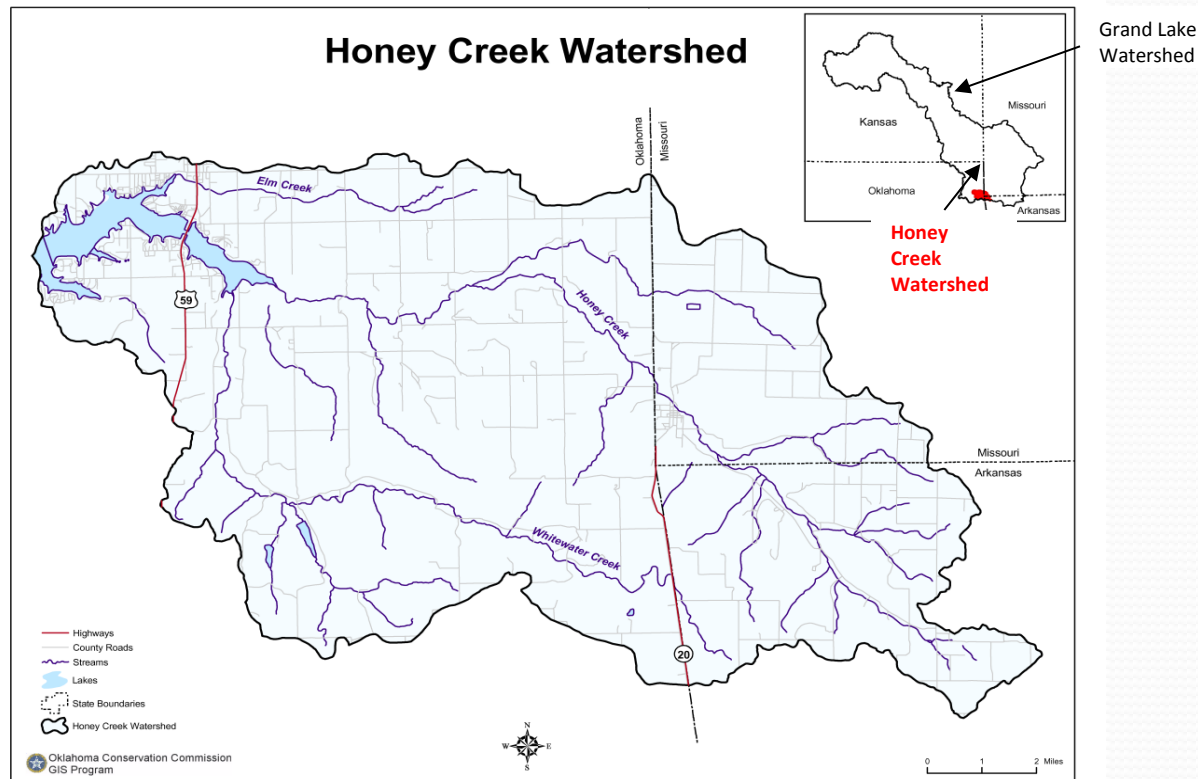 Honey Creek Watershed
Grand Lake
Watershed
Missouri
Kansas
Oklahoma
Arkansas
Honey
Creek
Watershed
Oklahoma
Missouri
Elm Creek
59
Honey Creek
Missouri
Arkansas
Whitewater Creek
20
Highways
County Roads
Streams
Lakes
State Boundaries
Honey Creek Watershed
N
W E
S
Oklahoma Conservation Commission
GIS Program
0 1 2 Miles